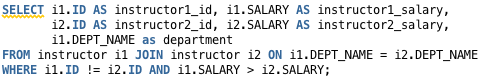 SELECT i1.ID AS instructor1_id, i1.SALARY AS instructor1_salary,
i2.ID AS instructor2_id, i2.SALARY AS instructor2_salary,
i1.DEPT_NAME as department
FROM instructor i1 JOIN instructor i2 ON i1.DEPT_NAME = i2.DEPT_NAME
WHERE i1.ID != i2.ID AND i1.SALARY > i2.SALARY;